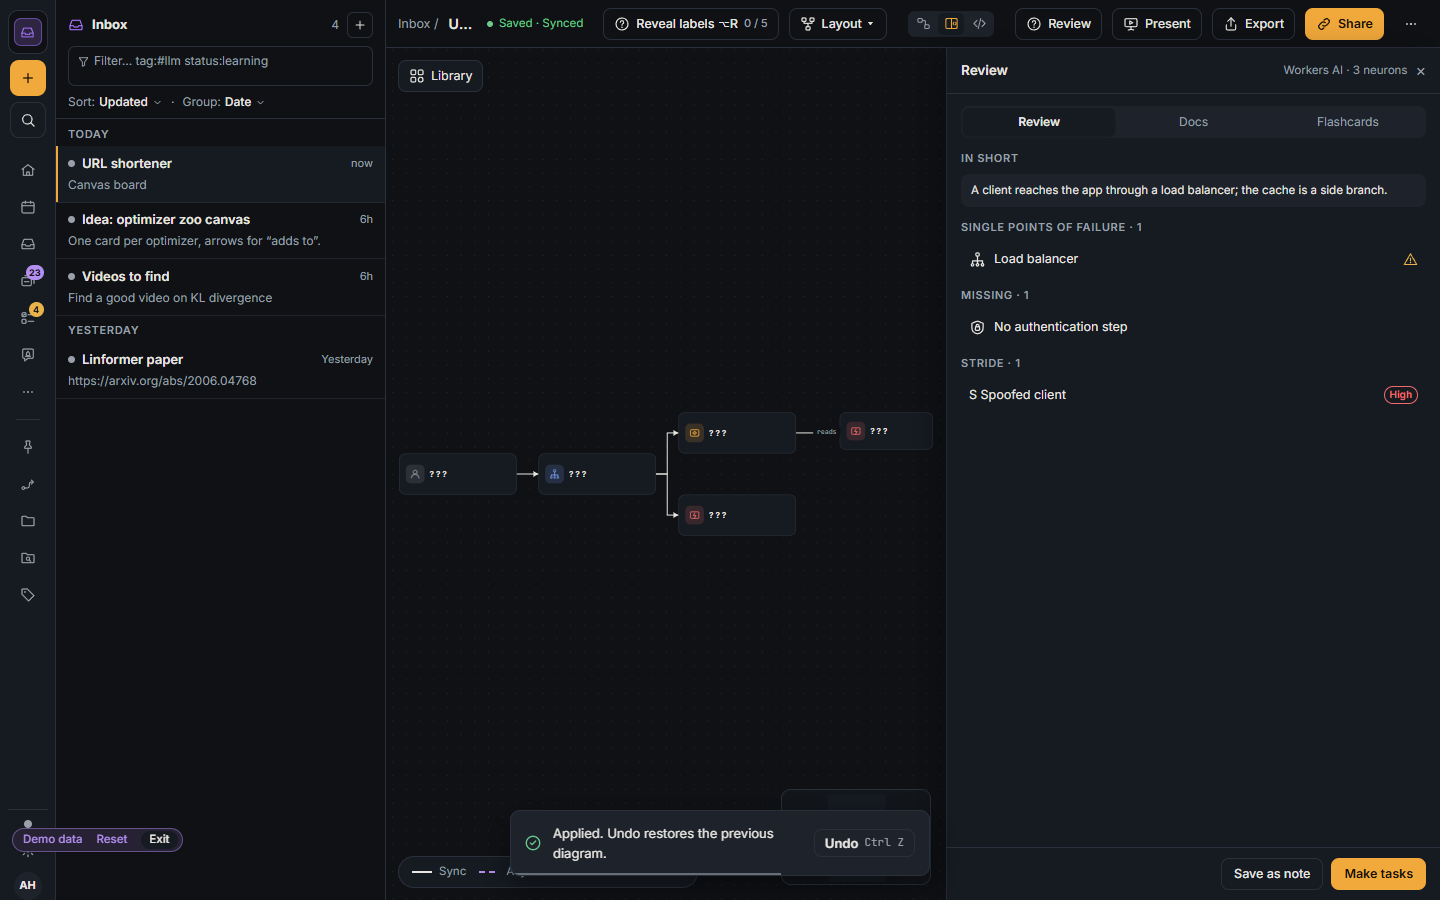 Inbox
4
Filter... tag:#llm status:learning
Sort: Updated · Group: Date
TODAY
URL shortener now
Canvas board
Idea: optimizer zoo canvas 6h
One card per optimizer, arrows for “adds to”.
Videos to find 6h
Find a good video on KL divergence
YESTERDAY
Linformer paper Yesterday
https://arxiv.org/abs/2006.04768
23
4
Demo data Reset Exit
AH
Inbox / U... Saved · Synced
Reveal labels ⌥R 0 / 5
Layout
Review
Present
Export
Share
Library
???
???
???
reads
???
???
Sync
Applied. Undo restores the previous
diagram.
Undo Ctrl Z
Review
Workers AI · 3 neurons
Review Docs Flashcards
IN SHORT
A client reaches the app through a load balancer; the cache is a side branch.
SINGLE POINTS OF FAILURE · 1
Load balancer
MISSING · 1
No authentication step
STRIDE · 1
S Spoofed client High
Save as note
Make tasks